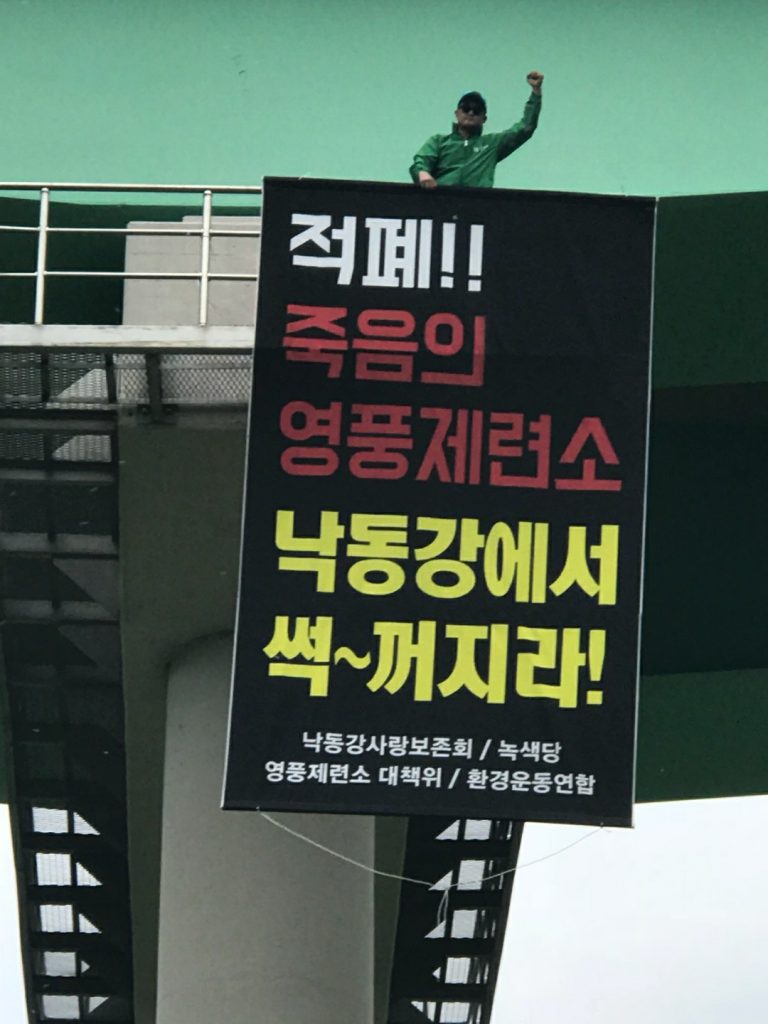 적폐!!
죽음의
영풍제련소
낙동강에서
썩~꺼지라!
낙동강사랑보존회 / 녹색당
영풍제련소 대책위 / 환경운동연합